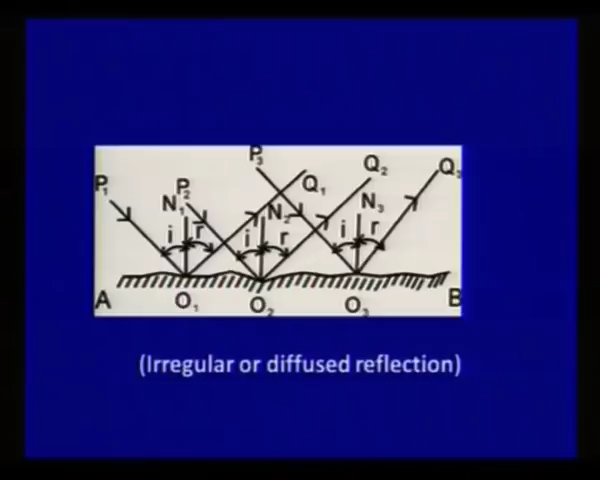 P₃
Q₂
Q₃
P₁
P₂
Q₁
N₁
N₂
N₃
i r i r i r
A O₁ O₂ O₃ B
(Irregular or diffused reflection)